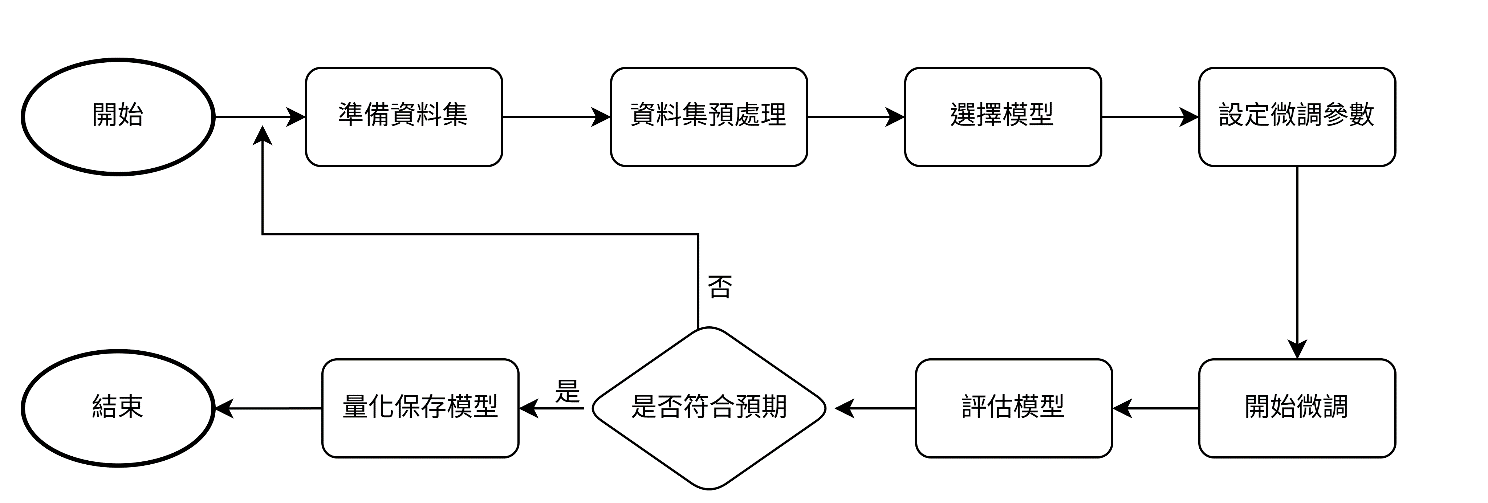 開始
準備資料集
資料集預處理
選擇模型
設定微調參數
否
結束
量化保存模型
是
是否符合預期
評估模型
開始微調